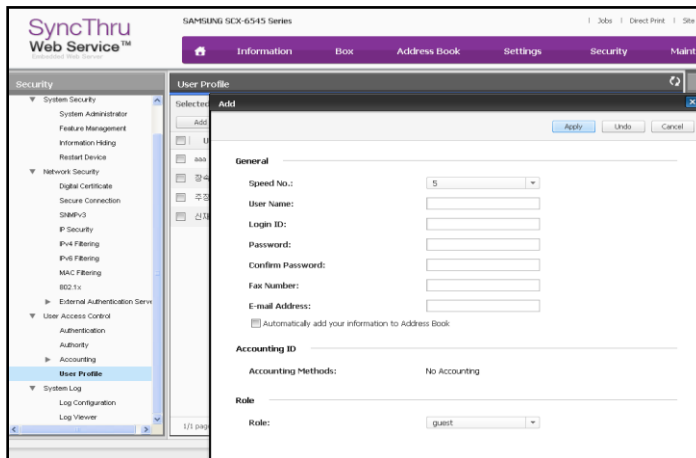 SyncThru
Web Service™
Embedded Web Server
SAMSUNG SCX-6545 Series
Jobs | Direct Print | Site
Information Box Address Book Settings Security Maint
Security
System Security
System Administrator
Feature Management
Information Hiding
Restart Device
Network Security
Digital Certificate
Secure Connection
SNMPv3
IP Security
IPv4 Filtering
IPv6 Filtering
MAC Filtering
802.1x
External Authentication Serve
User Access Control
Authentication
Authority
Accounting
User Profile
System Log
Log Configuration
Log Viewer
User Profile
Selected
Add
U
aaa
1/1 page
Add
Apply Undo Cancel
General
Speed No.: 5
User Name:
Login ID:
Password:
Confirm Password:
Fax Number:
E-mail Address:
Automatically add your information to Address Book
Accounting ID
Accounting Methods: No Accounting
Role
Role: guest